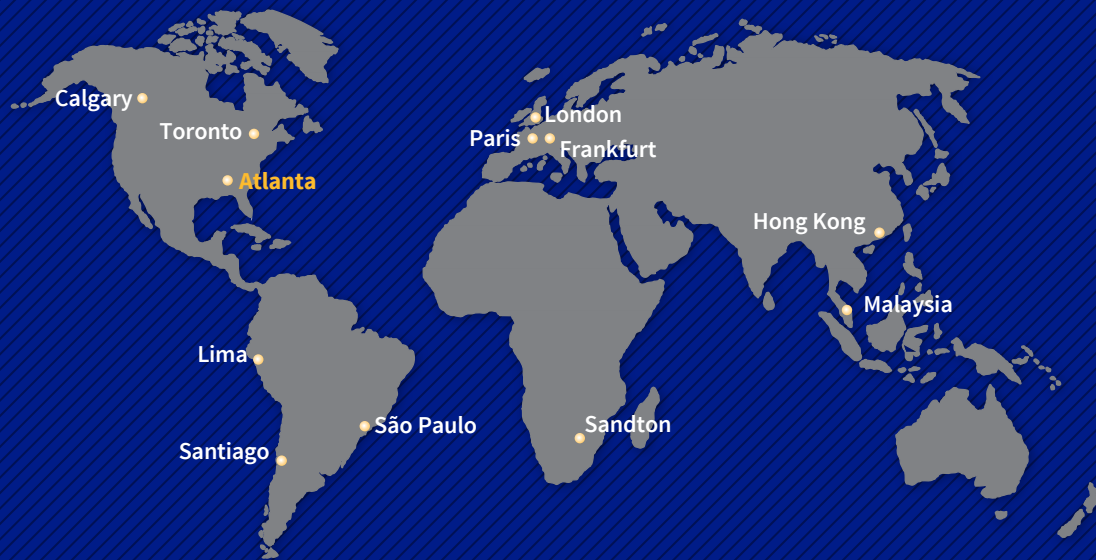 Calgary
London
Toronto
Paris
Frankfurt
Atlanta
Hong Kong
Malaysia
Lima
São Paulo
Sandton
Santiago